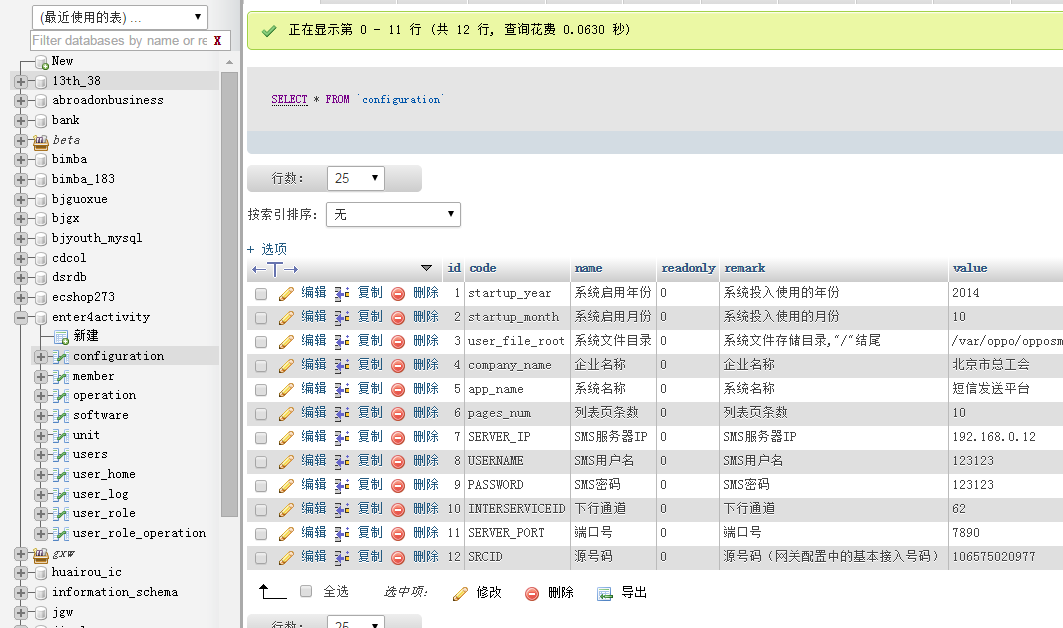 (最近使用的表) ...
Filter databases by name or re X
New
13th_38
abroadonbusiness
bank
beta
bimba
bimba_183
bjguoxue
bjgx
bjyouth_mysql
cdcol
dsrdb
ecshop273
enter4activity
新建
configuration
member
operation
software
unit
users
user_home
user_log
user_role
user_role_operation
gxw
huairou_ic
information_schema
jgw
正在显示第 0 - 11 行 (共 12 行, 查询花费 0.0630 秒)
SELECT * FROM `configuration`
行数: 25
按索引排序: 无
+ 选项
←T→ id code name readonly remark value
编辑 复制 删除 1 startup_year 系统启用年份 0 系统投入使用的年份 2014
编辑 复制 删除 2 startup_month 系统启用月份 0 系统投入使用的月份 10
编辑 复制 删除 3 user_file_root 系统文件目录 0 系统文件存储目录,"/"结尾 /var/oppo/opposm
编辑 复制 删除 4 company_name 企业名称 0 企业名称 北京市总工会
编辑 复制 删除 5 app_name 系统名称 0 系统名称 短信发送平台
编辑 复制 删除 6 pages_num 列表页条数 0 列表页条数 10
编辑 复制 删除 7 SERVER_IP SMS服务器IP 0 SMS服务器IP 192.168.0.12
编辑 复制 删除 8 USERNAME SMS用户名 0 SMS用户名 123123
编辑 复制 删除 9 PASSWORD SMS密码 0 SMS密码 123123
编辑 复制 删除 10 INTERSERVICEID 下行通道 0 下行通道 62
编辑 复制 删除 11 SERVER_PORT 端口号 0 端口号 7890
编辑 复制 删除 12 SRCID 源号码 0 源号码（网关配置中的基本接入号码） 106575020977
全选 选中项: 修改 删除 导出
行数: 25